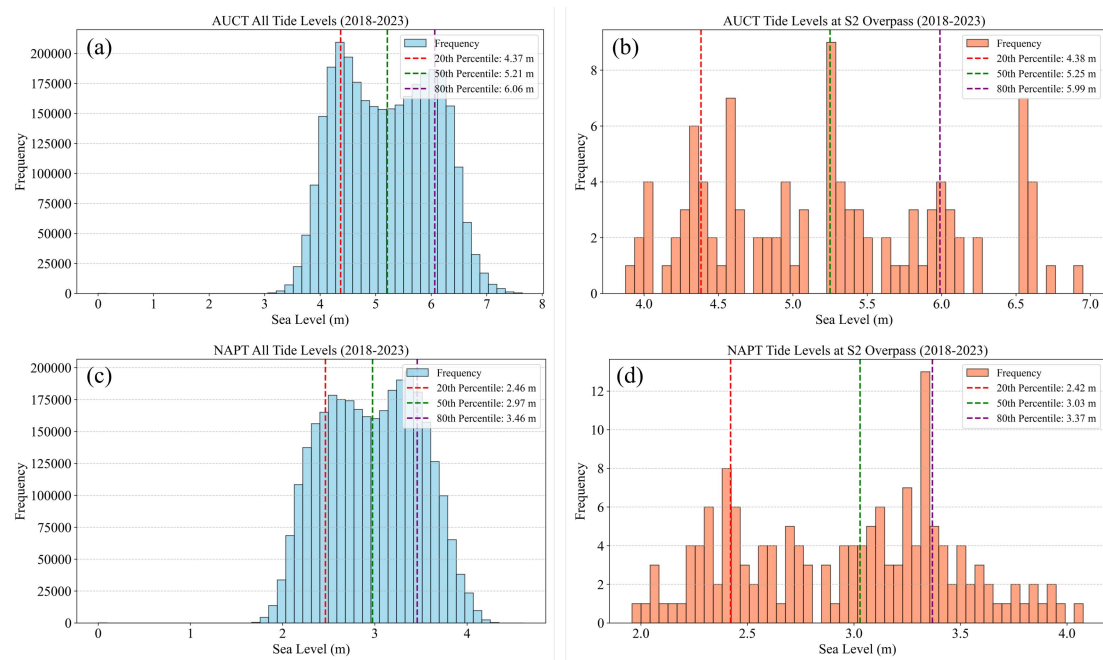 AUCT All Tide Levels (2018-2023)
(a)
Frequency
20th Percentile: 4.37 m
50th Percentile: 5.21 m
80th Percentile: 6.06 m
Frequency
200000
175000
150000
125000
100000
75000
50000
25000
0
0 1 2 3 4 5 6 7 8
Sea Level (m)
AUCT Tide Levels at S2 Overpass (2018-2023)
(b)
Frequency
20th Percentile: 4.38 m
50th Percentile: 5.25 m
80th Percentile: 5.99 m
Frequency
8
6
4
2
0
4.0 4.5 5.0 5.5 6.0 6.5 7.0
Sea Level (m)
NAPT All Tide Levels (2018-2023)
(c)
Frequency
20th Percentile: 2.46 m
50th Percentile: 2.97 m
80th Percentile: 3.46 m
Frequency
200000
175000
150000
125000
100000
75000
50000
25000
0
0 1 2 3 4
Sea Level (m)
NAPT Tide Levels at S2 Overpass (2018-2023)
(d)
Frequency
20th Percentile: 2.42 m
50th Percentile: 3.03 m
80th Percentile: 3.37 m
Frequency
12
10
8
6
4
2
0
2.0 2.5 3.0 3.5 4.0
Sea Level (m)